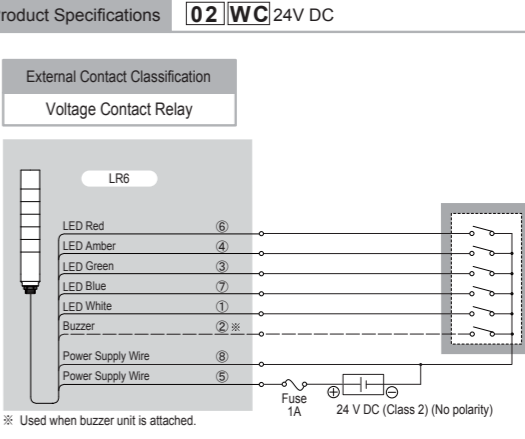 roduct Specifications 02 WC 24V DC
External Contact Classification
Voltage Contact Relay
LR6
LED Red ⑥
LED Amber ④
LED Green ③
LED Blue ⑦
LED White ①
Buzzer ②※
Power Supply Wire ⑧
Power Supply Wire ⑤
Fuse
1A
⊕ ⊖
24 V DC (Class 2) (No polarity)
※ Used when buzzer unit is attached.